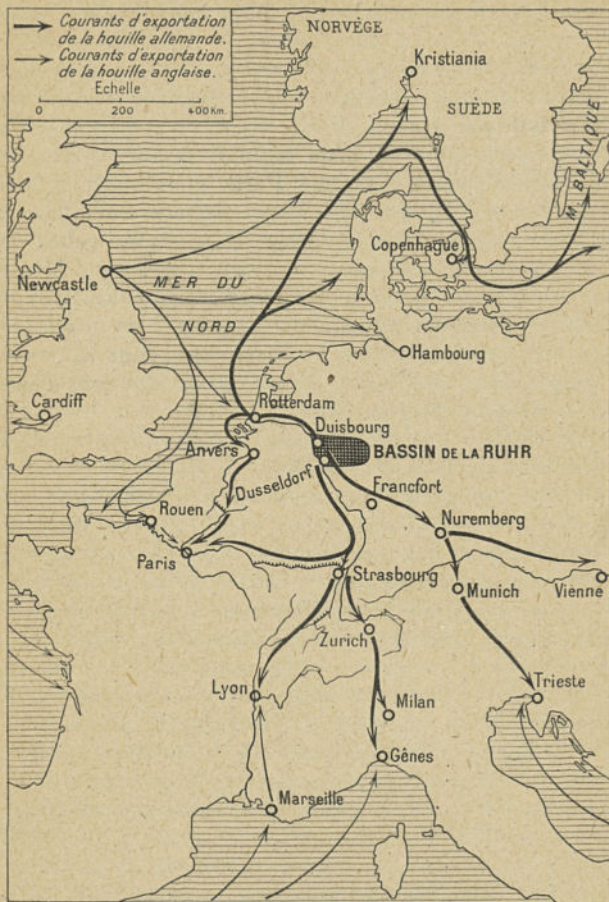 Courants d'exportation
de la houille allemande.
Courants d'exportation
de la houille anglaise.
Echelle
0 200 400 Km.
NORVÈGE
Kristiania
SUÈDE
M. BALTIQUE
Copenhague
Newcastle
MER DU
NORD
Hambourg
Cardiff
Rotterdam
Duisbourg
BASSIN DE LA RUHR
Anvers
Dusseldorf
Francfort
Rouen
Nuremberg
Paris
Strasbourg
Munich
Vienne
Zurich
Lyon
Milan
Trieste
Gênes
Marseille